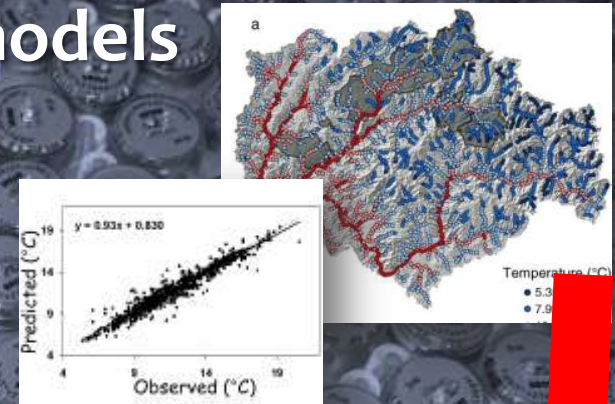 odels
a
Temperature (°C)
5.3
7.9
y = 0.93x + 0.830
Predicted (°C)
19
14
9
4
4
9
14
19
Observed (°C)